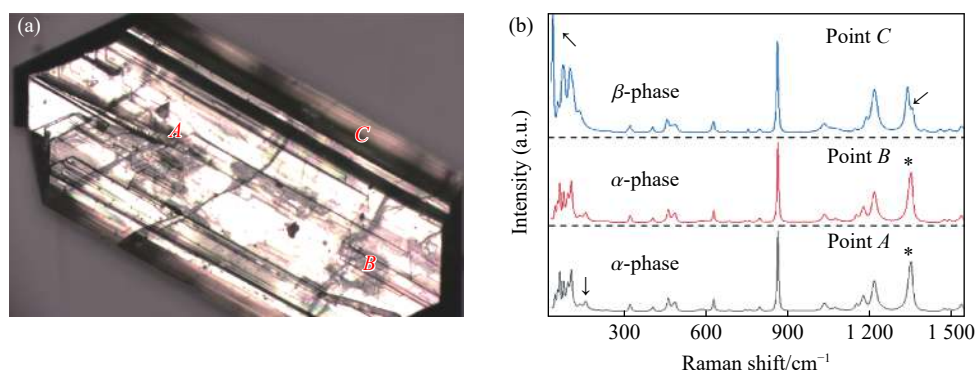 (a)
A
C
B
(b)
Intensity (a.u.)
Point C
β-phase
Point B
α-phase
*
Point A
α-phase
*
300 600 900 1 200 1 500
Raman shift/cm⁻¹